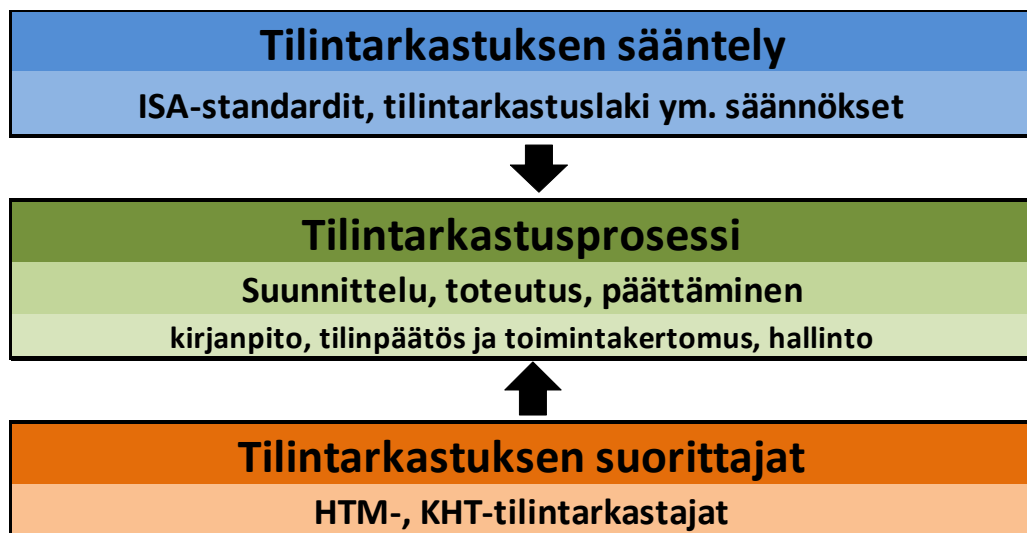 Tilintarkastuksen sääntely
ISA-standardit, tilintarkastuslaki ym. säännökset
Tilintarkastusprosessi
Suunnittelu, toteutus, päättäminen
kirjanpito, tilinpäätös ja toimintakertomus, hallinto
Tilintarkastuksen suorittajat
HTM-, KHT-tilintarkastajat